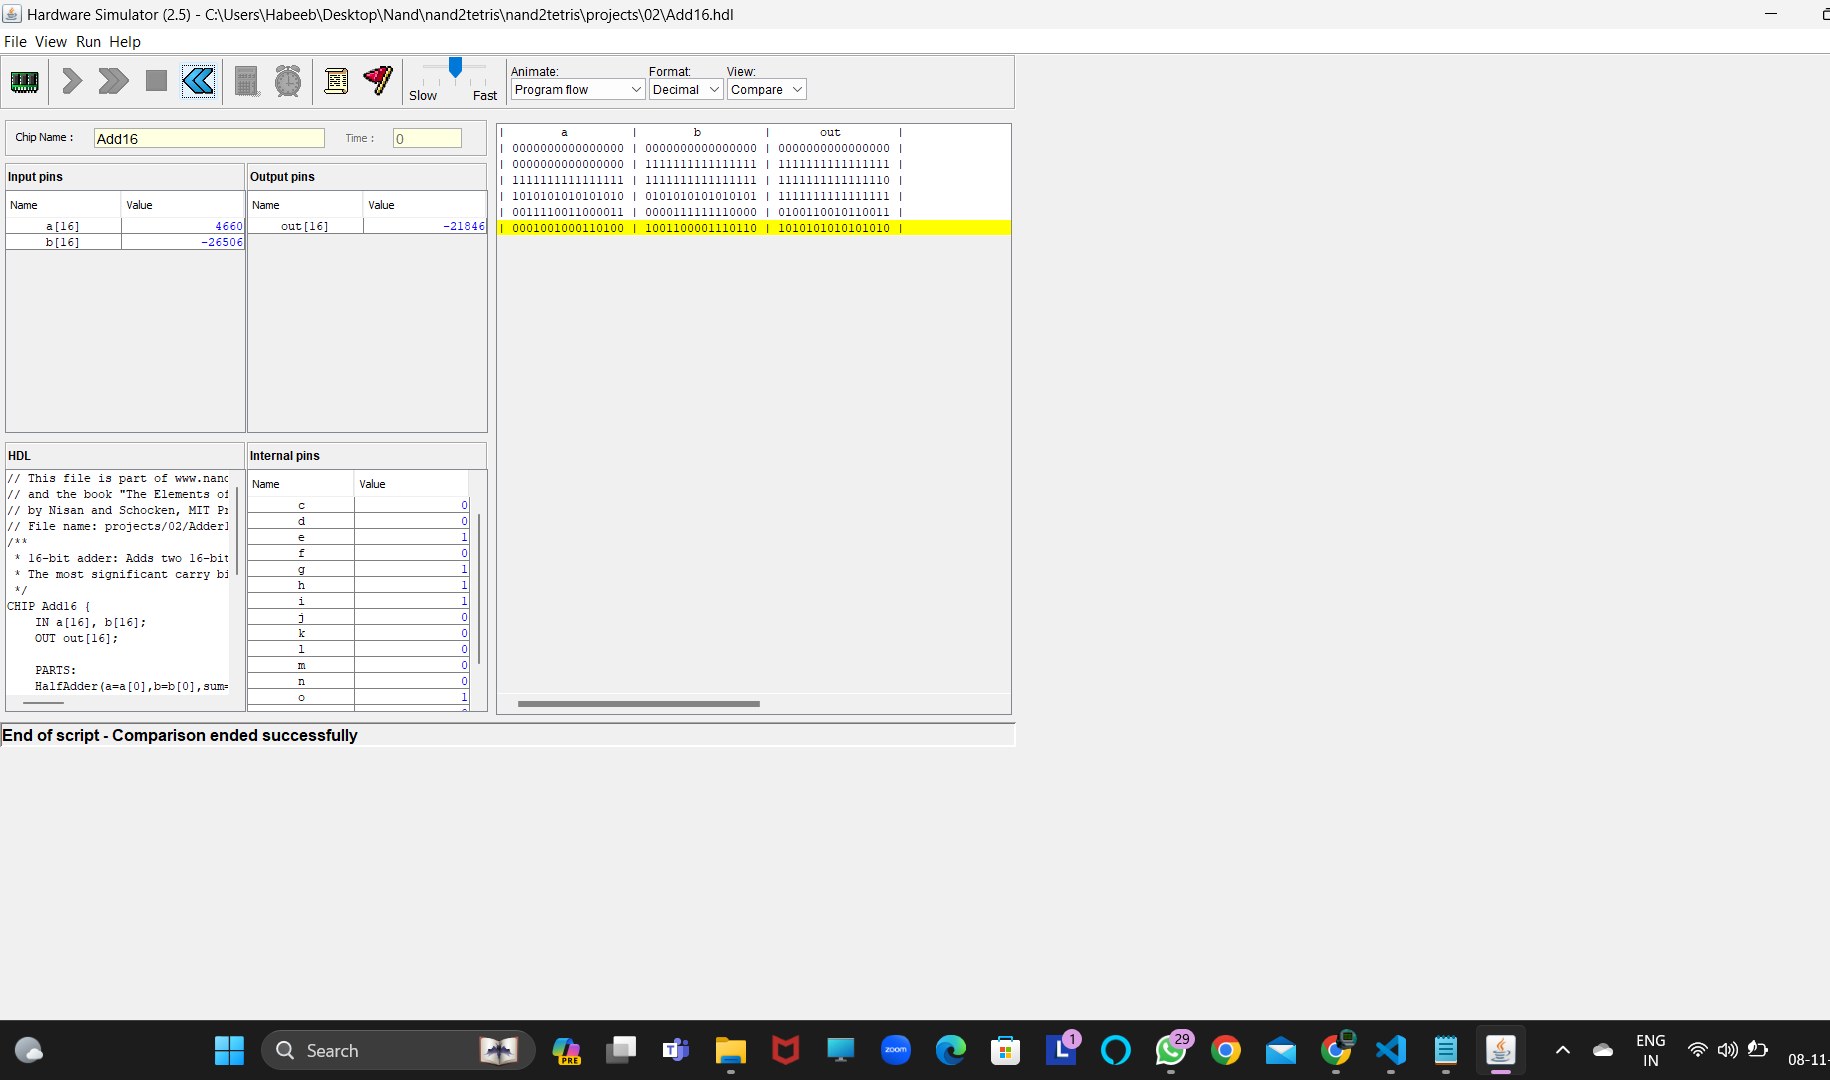 Hardware Simulator (2.5) - C:\Users\Habeeb\Desktop\Nand\nand2tetris\nand2tetris\projects\02\Add16.hdl
File View Run Help
Slow Fast
Animate: Format: View:
Program flow Decimal Compare
Chip Name : Add16 Time : 0
Input pins Output pins
Name Value Name Value
a[16] 4660 out[16] -21846
b[16] -26506
| a | b | out |
| 0000000000000000 | 0000000000000000 | 0000000000000000 |
| 0000000000000000 | 1111111111111111 | 1111111111111111 |
| 1111111111111111 | 1111111111111111 | 1111111111111110 |
| 1010101010101010 | 0101010101010101 | 1111111111111111 |
| 0011110011000011 | 0000111111110000 | 0100110010110011 |
| 0001001000110100 | 1001100001110110 | 1010101010101010 |
HDL
// This file is part of www.nand
// and the book "The Elements of
// by Nisan and Schocken, MIT Pr
// File name: projects/02/Adder1
/**
* 16-bit adder: Adds two 16-bit
* The most significant carry bi
*/
CHIP Add16 {
IN a[16], b[16];
OUT out[16];
PARTS:
HalfAdder(a=a[0],b=b[0],sum=
Internal pins
Name Value
c 0
d 0
e 1
f 0
g 1
h 1
i 1
j 0
k 0
l 0
m 0
n 0
o 1
End of script - Comparison ended successfully
Search
PRE
zoom
L 1
29
ENG
IN
08-11-